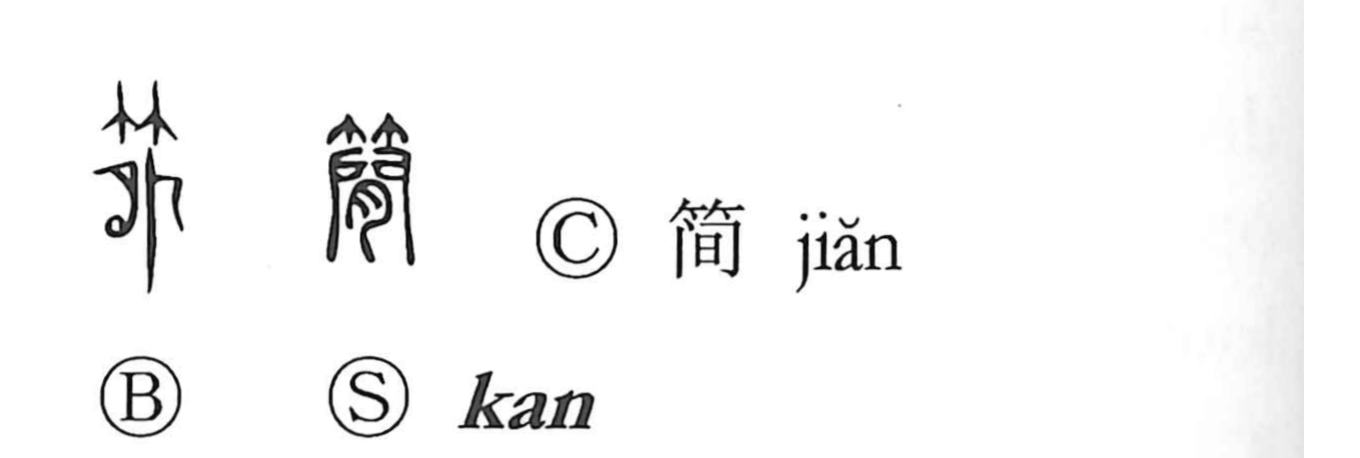 Ⓒ 简 jiǎn
Ⓑ Ⓢ kan